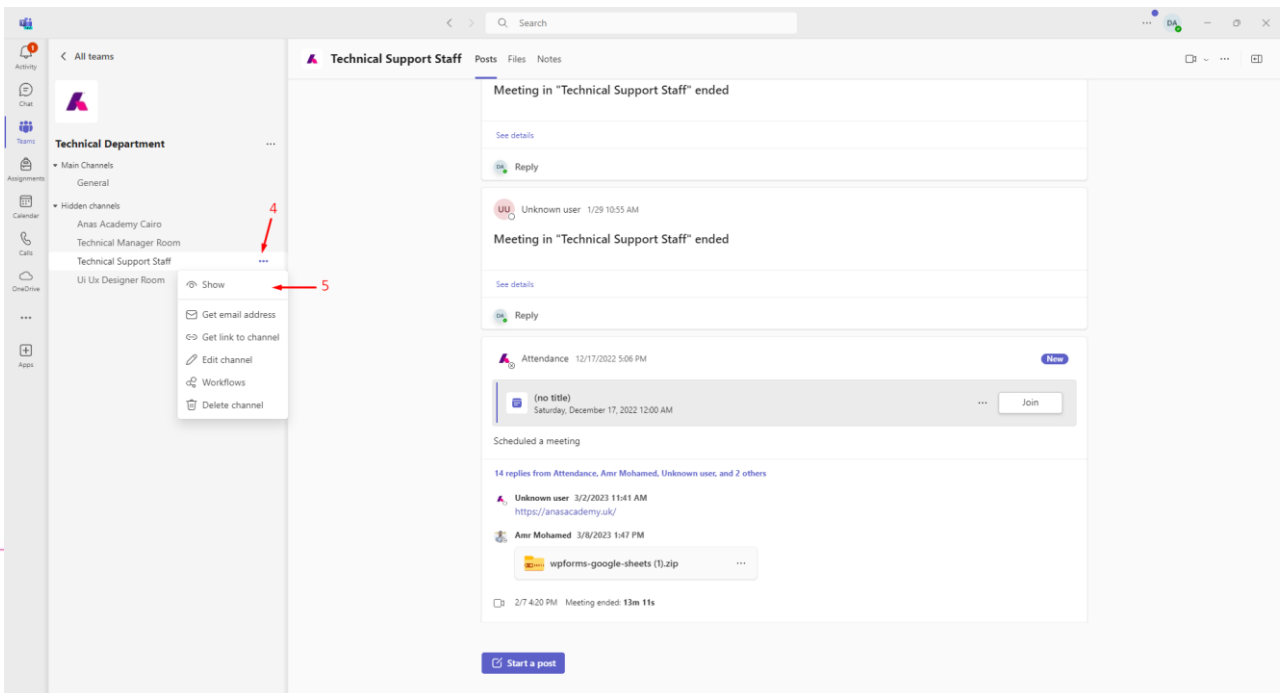 Search
DA
1
Activity
Chat
Teams
Assignments
Calendar
Calls
OneDrive
Apps
All teams
Technical Department
Main Channels
General
Hidden channels
Anas Academy Cairo
Technical Manager Room
Technical Support Staff
Ui Ux Designer Room
4
5
Show
Get email address
Get link to channel
Edit channel
Workflows
Delete channel
Technical Support Staff Posts Files Notes
Meeting in "Technical Support Staff" ended
See details
DA Reply
UU Unknown user 1/29 10:55 AM
Meeting in "Technical Support Staff" ended
See details
DA Reply
Attendance 12/17/2022 5:06 PM New
(no title)
Saturday, December 17, 2022 12:00 AM
Join
Scheduled a meeting
14 replies from Attendance, Amr Mohamed, Unknown user, and 2 others
Unknown user 3/2/2023 11:41 AM
https://anasacademy.uk/
Amr Mohamed 3/8/2023 1:47 PM
wpforms-google-sheets (1).zip
2/7 4:20 PM Meeting ended: 13m 11s
Start a post